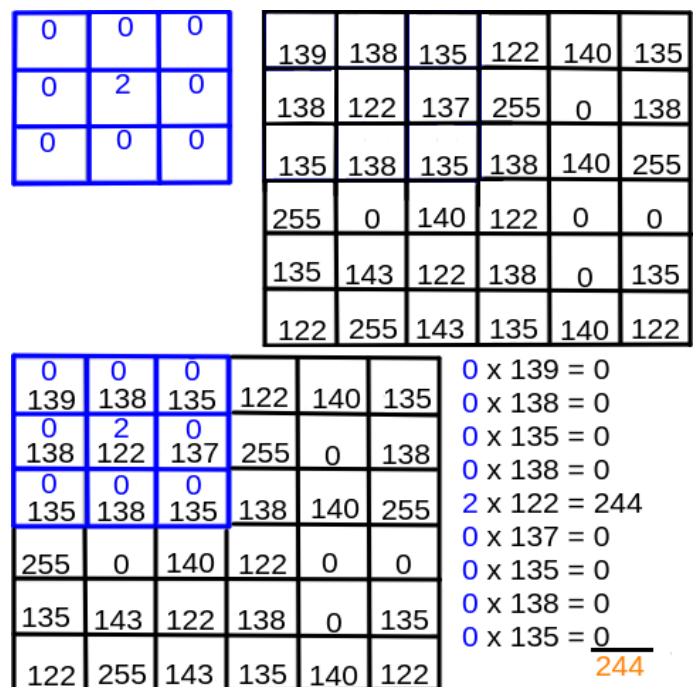 0 0 0
0 2 0
0 0 0
139 138 135 122 140 135
138 122 137 255 0 138
135 138 135 138 140 255
255 0 140 122 0 0
135 143 122 138 0 135
122 255 143 135 140 122
0 0 0
139 138 135 122 140 135
0 2 0
138 122 137 255 0 138
0 0 0
135 138 135 138 140 255
255 0 140 122 0 0
135 143 122 138 0 135
122 255 143 135 140 122
0 x 139 = 0
0 x 138 = 0
0 x 135 = 0
0 x 138 = 0
2 x 122 = 244
0 x 137 = 0
0 x 135 = 0
0 x 138 = 0
0 x 135 = 0
244